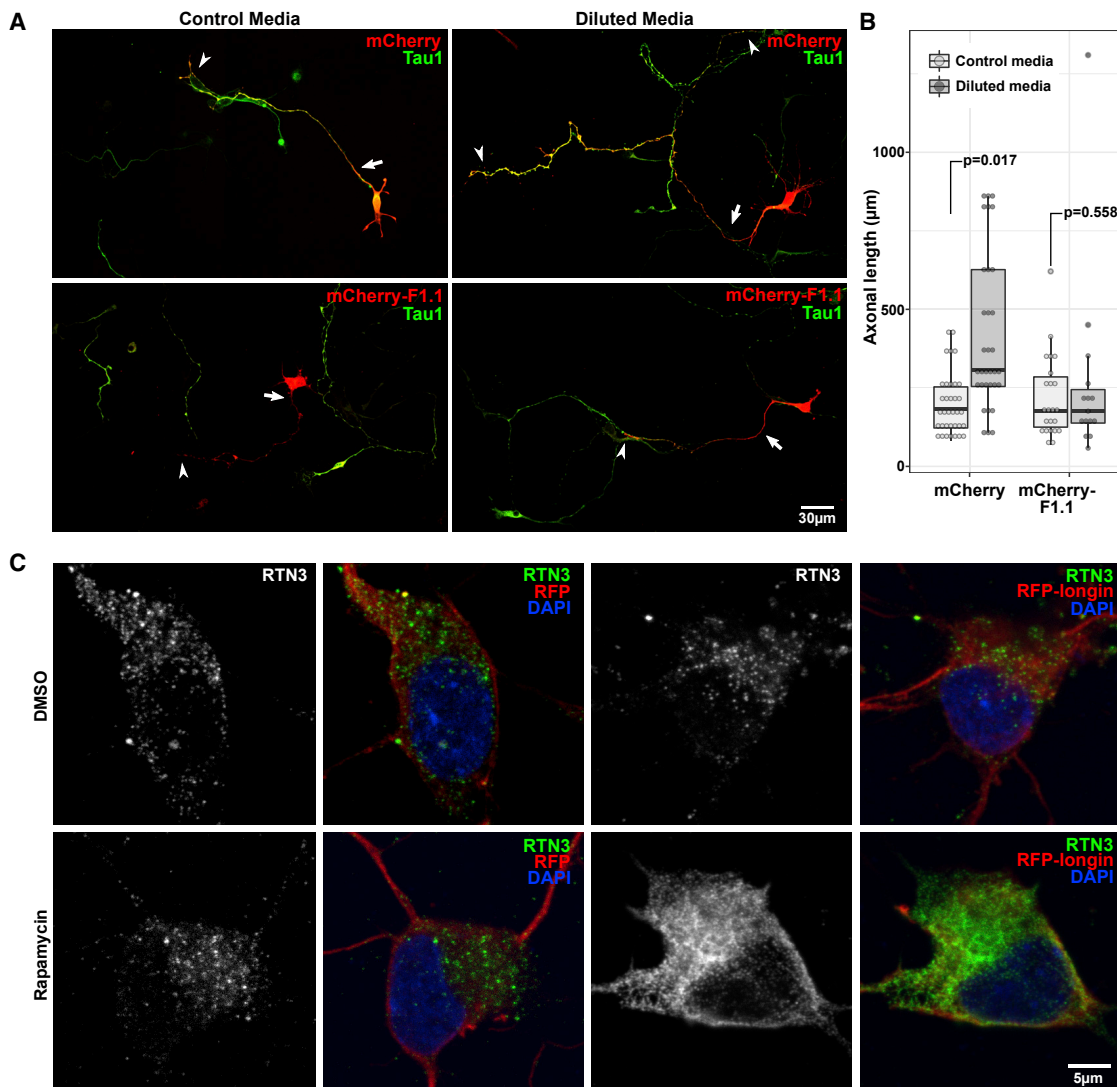 A
Control Media
Diluted Media
mCherry
Tau1
mCherry
Tau1
mCherry-F1.1
Tau1
mCherry-F1.1
Tau1
30µm
B
Control media
Diluted media
p=0.017
p=0.558
Axonal length (µm)
1000
500
0
mCherry
mCherry-
F1.1
C
DMSO
RTN3
RTN3
RFP
DAPI
RTN3
RTN3
RFP-longin
DAPI
Rapamycin
RTN3
RFP
DAPI
RTN3
RFP-longin
DAPI
5µm